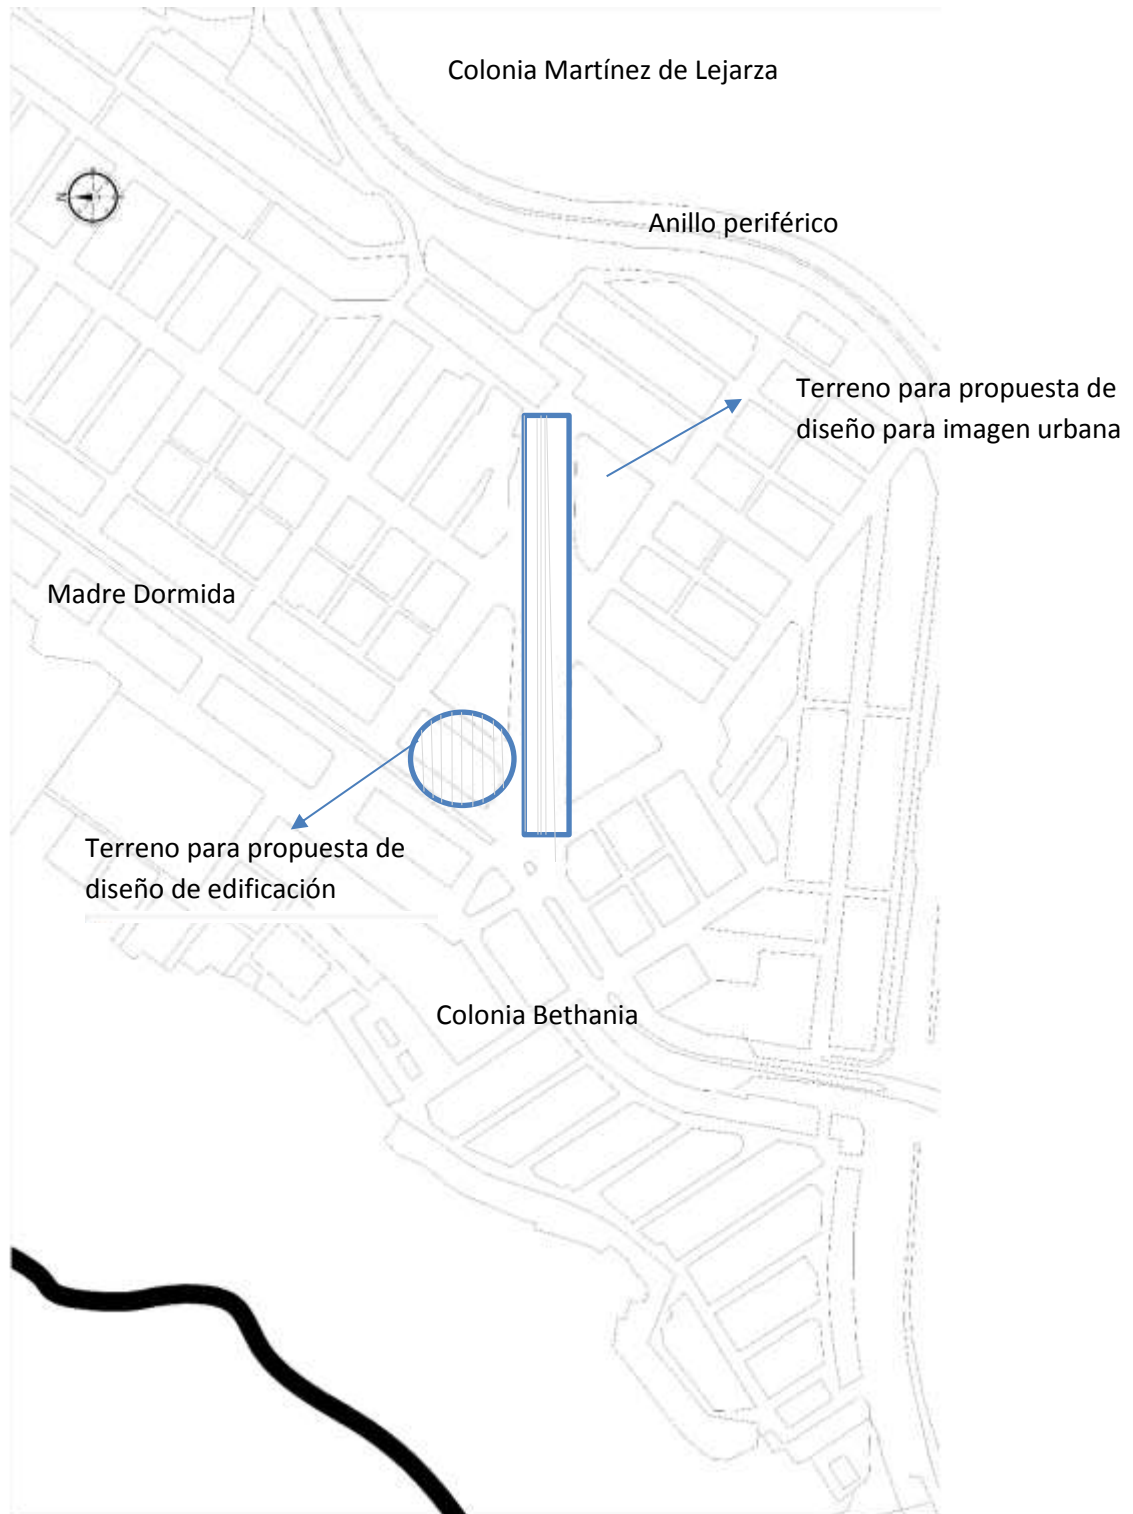 Colonia Martínez de Lejarza
N
Anillo periférico
Terreno para propuesta de
diseño para imagen urbana
Madre Dormida
Terreno para propuesta de
diseño de edificación
Colonia Bethania